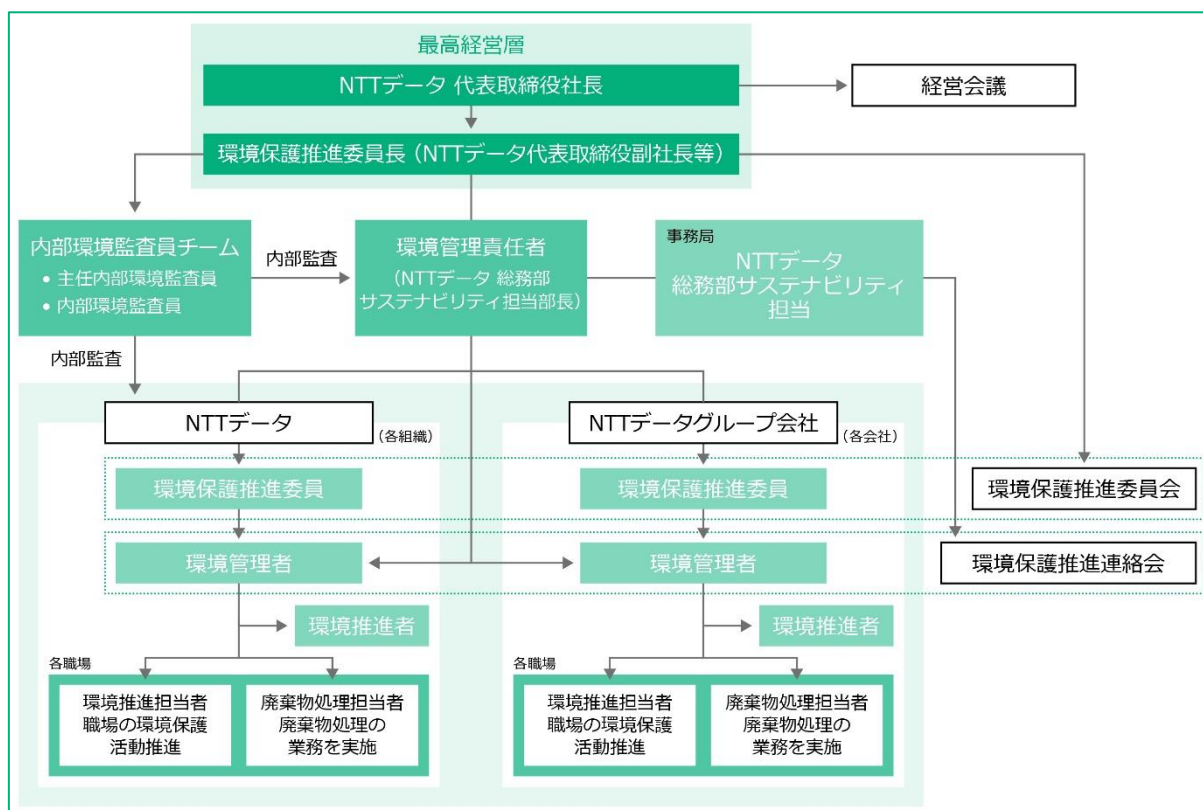 最高経営層
NTTデータ 代表取締役社長
経営会議
環境保護推進委員長（NTTデータ代表取締役副社長等）
内部環境監査員チーム
• 主任内部環境監査員
• 内部環境監査員
内部監査
環境管理責任者
（NTTデータ 総務部
サステナビリティ担当部長）
事務局
NTTデータ
総務部サステナビリティ
担当
内部監査
NTTデータ
（各組織）
NTTデータグループ会社
（各会社）
環境保護推進委員
環境保護推進委員
環境保護推進委員会
環境管理者
環境管理者
環境保護推進連絡会
環境推進者
環境推進者
各職場
環境推進担当者
職場の環境保護
活動推進
廃棄物処理担当者
廃棄物処理の
業務を実施
各職場
環境推進担当者
職場の環境保護
活動推進
廃棄物処理担当者
廃棄物処理の
業務を実施